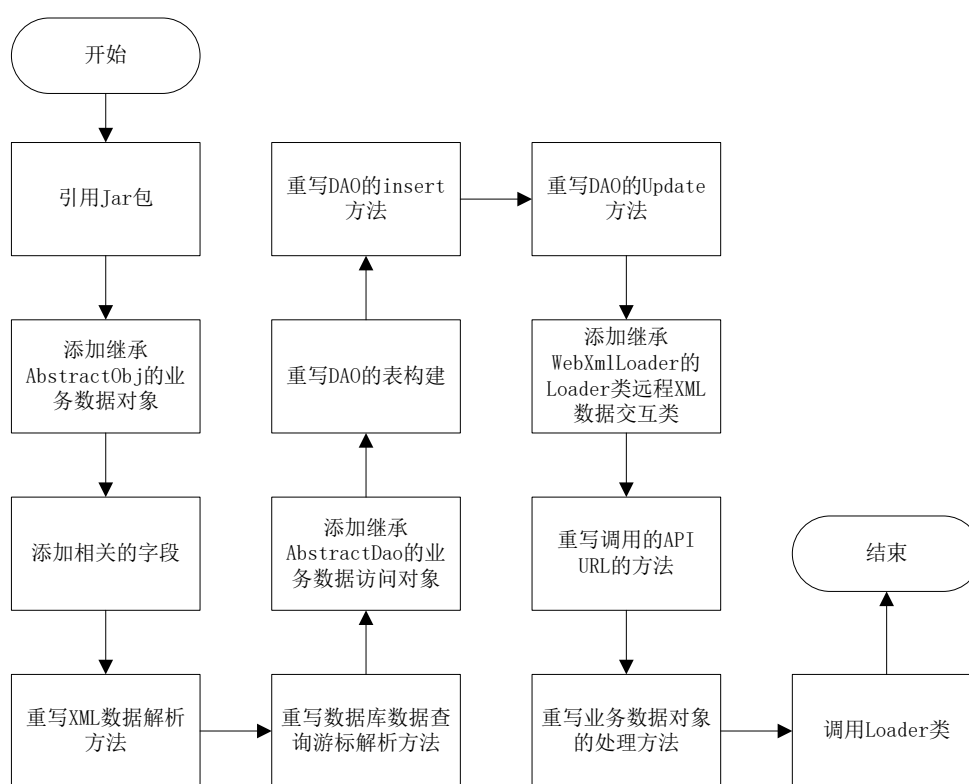 开始
引用Jar包
添加继承
AbstractObj的业
务数据对象
添加相关的字段
重写XML数据解析
方法
重写数据库数据查
询游标解析方法
添加继承
AbstractDao的业
务数据访问对象
重写DAO的表构建
重写DAO的insert
方法
重写DAO的Update
方法
添加继承
WebXmlLoader的
Loader类远程XML
数据交互类
重写调用的API
URL的方法
重写业务数据对象
的处理方法
调用Loader类
结束